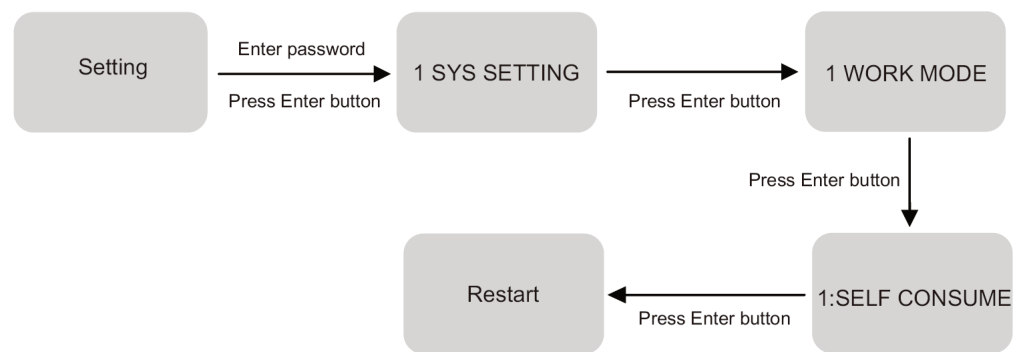 Setting
Enter password
Press Enter button
1 SYS SETTING
Press Enter button
1 WORK MODE
Press Enter button
1:SELF CONSUME
Press Enter button
Restart